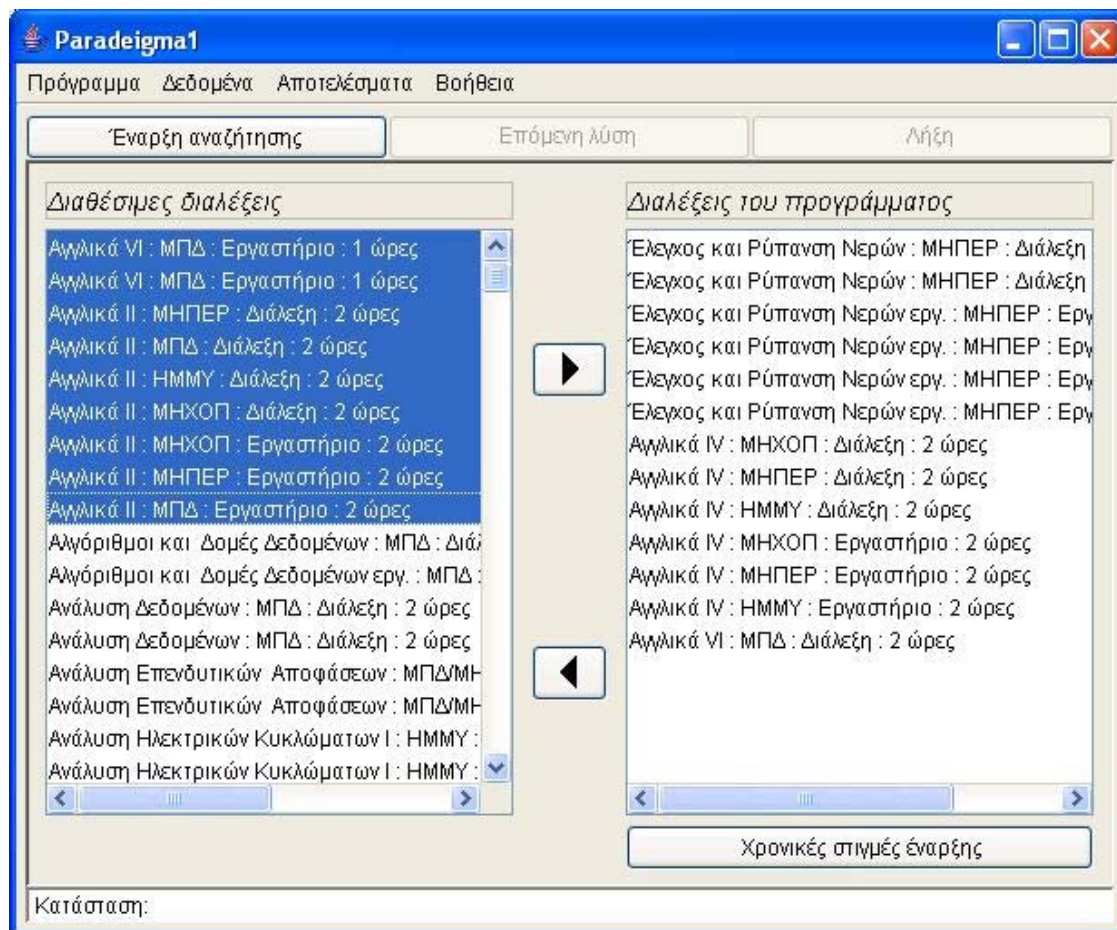 Paradeigma1
Πρόγραμμα Δεδομένα Αποτελέσματα Βοήθεια
Έναρξη αναζήτησης Επόμενη λύση Λήξη
Διαθέσιμες διαλέξεις
Αγγλικά VI : ΜΠΔ : Εργαστήριο : 1 ώρες
Αγγλικά VI : ΜΠΔ : Εργαστήριο : 1 ώρες
Αγγλικά II : ΜΗΠΕΡ : Διάλεξη : 2 ώρες
Αγγλικά II : ΜΠΔ : Διάλεξη : 2 ώρες
Αγγλικά II : ΗΜΜΥ : Διάλεξη : 2 ώρες
Αγγλικά II : ΜΗΧΟΠ : Διάλεξη : 2 ώρες
Αγγλικά II : ΜΗΧΟΠ : Εργαστήριο : 2 ώρες
Αγγλικά II : ΜΗΠΕΡ : Εργαστήριο : 2 ώρες
Αγγλικά II : ΜΠΔ : Εργαστήριο : 2 ώρες
Αλγόριθμοι και Δομές Δεδομένων : ΜΠΔ : Διά
Αλγόριθμοι και Δομές Δεδομένων εργ. : ΜΠΔ :
Ανάλυση Δεδομένων : ΜΠΔ : Διάλεξη : 2 ώρες
Ανάλυση Δεδομένων : ΜΠΔ : Διάλεξη : 2 ώρες
Ανάλυση Επενδυτικών Αποφάσεων : ΜΠΔ/ΜΗ
Ανάλυση Επενδυτικών Αποφάσεων : ΜΠΔ/ΜΗ
Ανάλυση Ηλεκτρικών Κυκλώματων I : ΗΜΜΥ :
Ανάλυση Ηλεκτρικών Κυκλώματων I : ΗΜΜΥ :
Διαλέξεις του προγράμματος
Έλεγχος και Ρύπανση Νερών : ΜΗΠΕΡ : Διάλεξη
Έλεγχος και Ρύπανση Νερών : ΜΗΠΕΡ : Διάλεξη
Έλεγχος και Ρύπανση Νερών εργ. : ΜΗΠΕΡ : Εργ
Έλεγχος και Ρύπανση Νερών εργ. : ΜΗΠΕΡ : Εργ
Έλεγχος και Ρύπανση Νερών εργ. : ΜΗΠΕΡ : Εργ
Έλεγχος και Ρύπανση Νερών εργ. : ΜΗΠΕΡ : Εργ
Αγγλικά IV : ΜΗΧΟΠ : Διάλεξη : 2 ώρες
Αγγλικά IV : ΜΗΠΕΡ : Διάλεξη : 2 ώρες
Αγγλικά IV : ΗΜΜΥ : Διάλεξη : 2 ώρες
Αγγλικά IV : ΜΗΧΟΠ : Εργαστήριο : 2 ώρες
Αγγλικά IV : ΜΗΠΕΡ : Εργαστήριο : 2 ώρες
Αγγλικά IV : ΗΜΜΥ : Εργαστήριο : 2 ώρες
Αγγλικά VI : ΜΠΔ : Διάλεξη : 2 ώρες
Χρονικές στιγμές έναρξης
Κατάσταση: